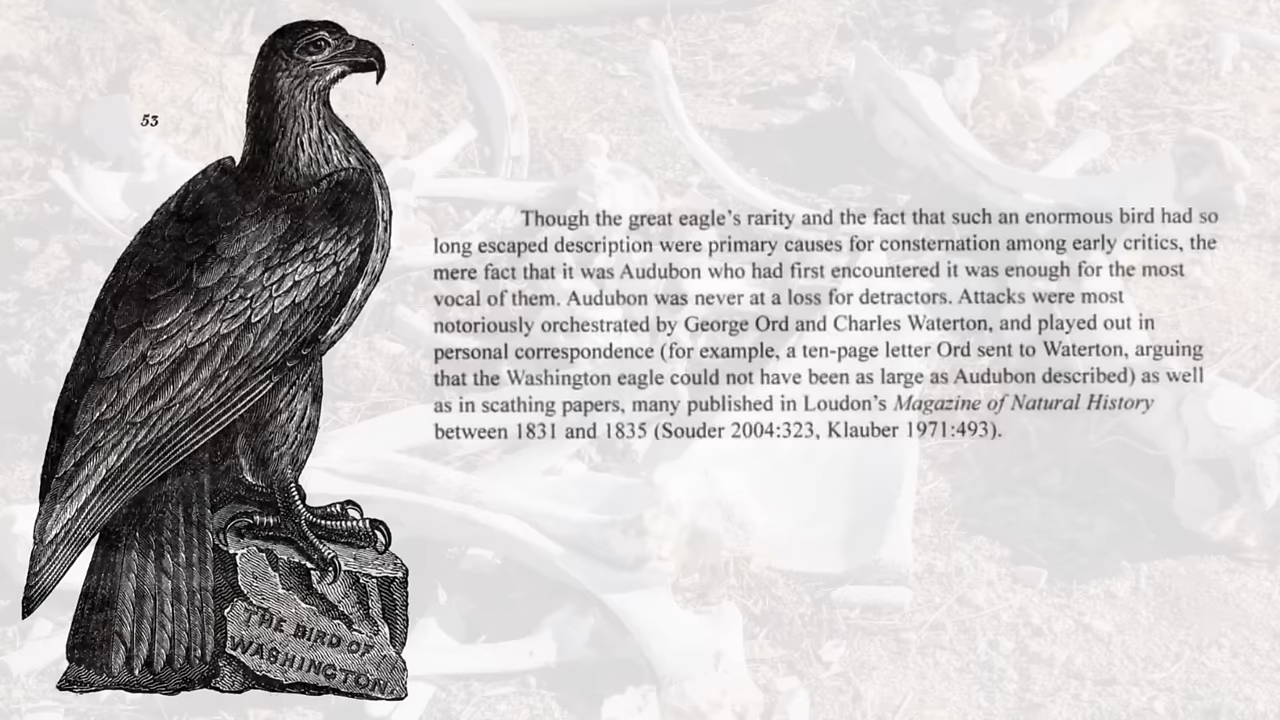 53
Though the great eagle's rarity and the fact that such an enormous bird had so
long escaped description were primary causes for consternation among early critics, the
mere fact that it was Audubon who had first encountered it was enough for the most
vocal of them. Audubon was never at a loss for detractors. Attacks were most
notoriously orchestrated by George Ord and Charles Waterton, and played out in
personal correspondence (for example, a ten-page letter Ord sent to Waterton, arguing
that the Washington eagle could not have been as large as Audubon described) as well
as in scathing papers, many published in Loudon's Magazine of Natural History
between 1831 and 1835 (Souder 2004:323, Klauber 1971:493).
THE BIRD OF
WASHINGTON